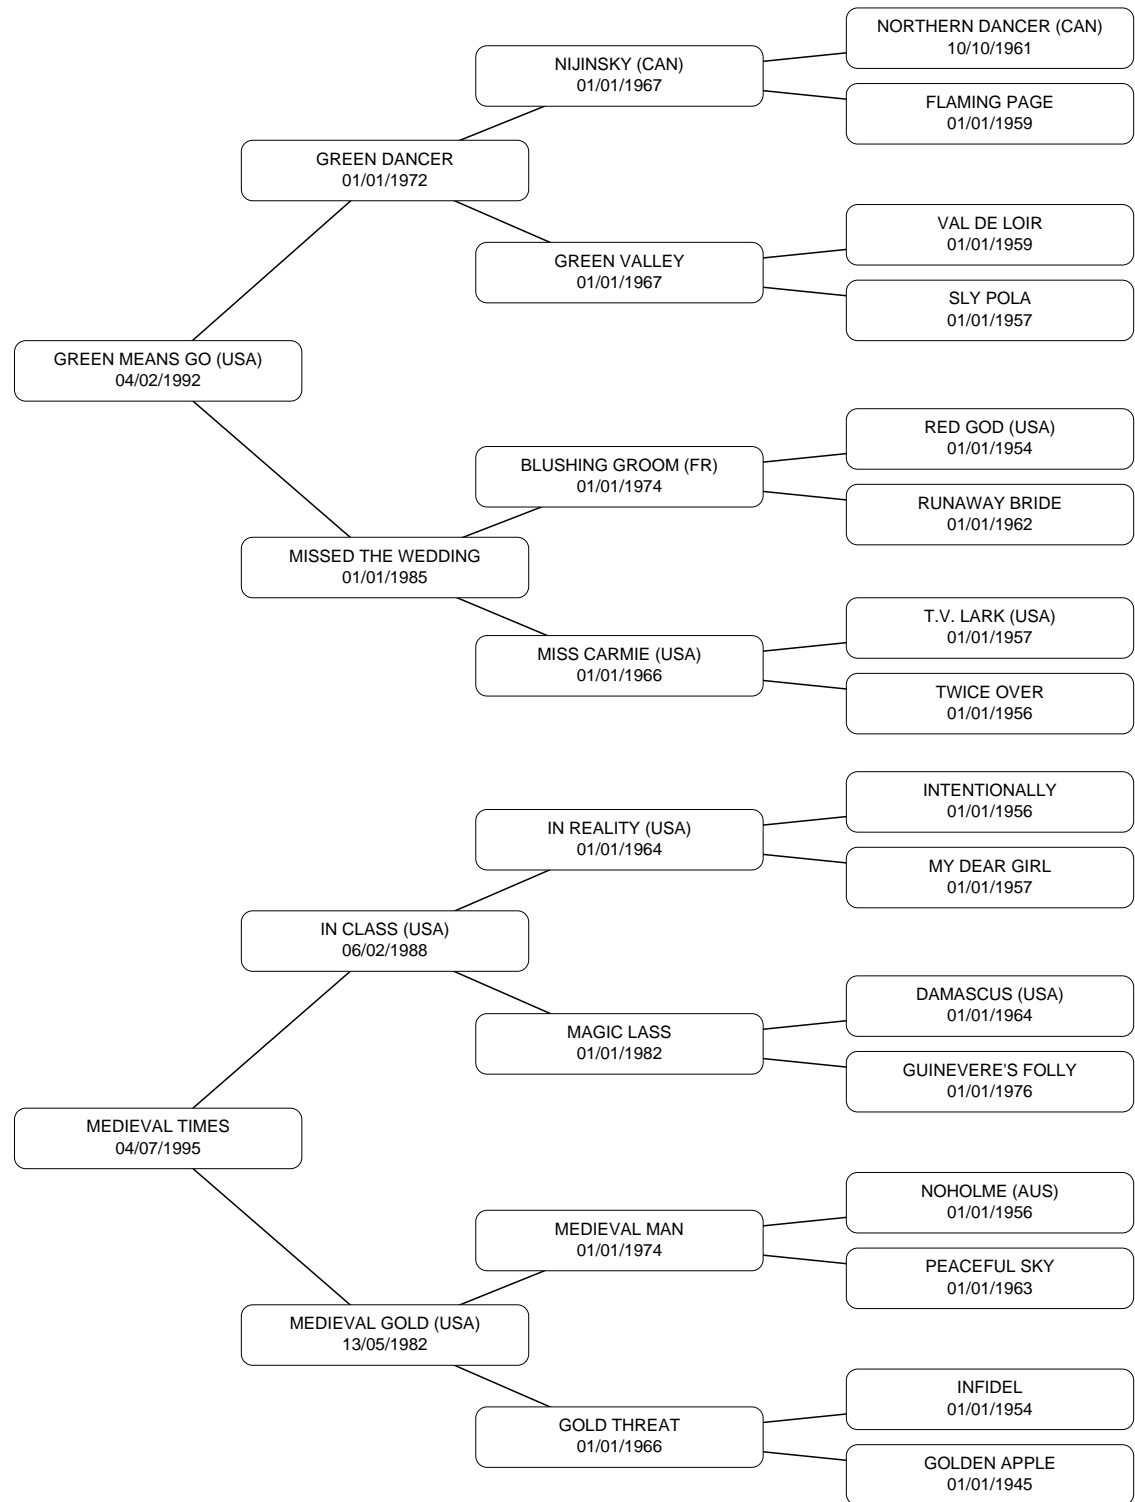 NORTHERN DANCER (CAN)
10/10/1961
NIJINSKY (CAN)
01/01/1967
FLAMING PAGE
01/01/1959
GREEN DANCER
01/01/1972
VAL DE LOIR
01/01/1959
GREEN VALLEY
01/01/1967
SLY POLA
01/01/1957
GREEN MEANS GO (USA)
04/02/1992
RED GOD (USA)
01/01/1954
BLUSHING GROOM (FR)
01/01/1974
RUNAWAY BRIDE
01/01/1962
MISSED THE WEDDING
01/01/1985
T.V. LARK (USA)
01/01/1957
MISS CARMIE (USA)
01/01/1966
TWICE OVER
01/01/1956
INTENTIONALLY
01/01/1956
IN REALITY (USA)
01/01/1964
MY DEAR GIRL
01/01/1957
IN CLASS (USA)
06/02/1988
DAMASCUS (USA)
01/01/1964
MAGIC LASS
01/01/1982
GUINEVERE'S FOLLY
01/01/1976
MEDIEVAL TIMES
04/07/1995
NOHOLME (AUS)
01/01/1956
MEDIEVAL MAN
01/01/1974
PEACEFUL SKY
01/01/1963
MEDIEVAL GOLD (USA)
13/05/1982
INFIDEL
01/01/1954
GOLD THREAT
01/01/1966
GOLDEN APPLE
01/01/1945